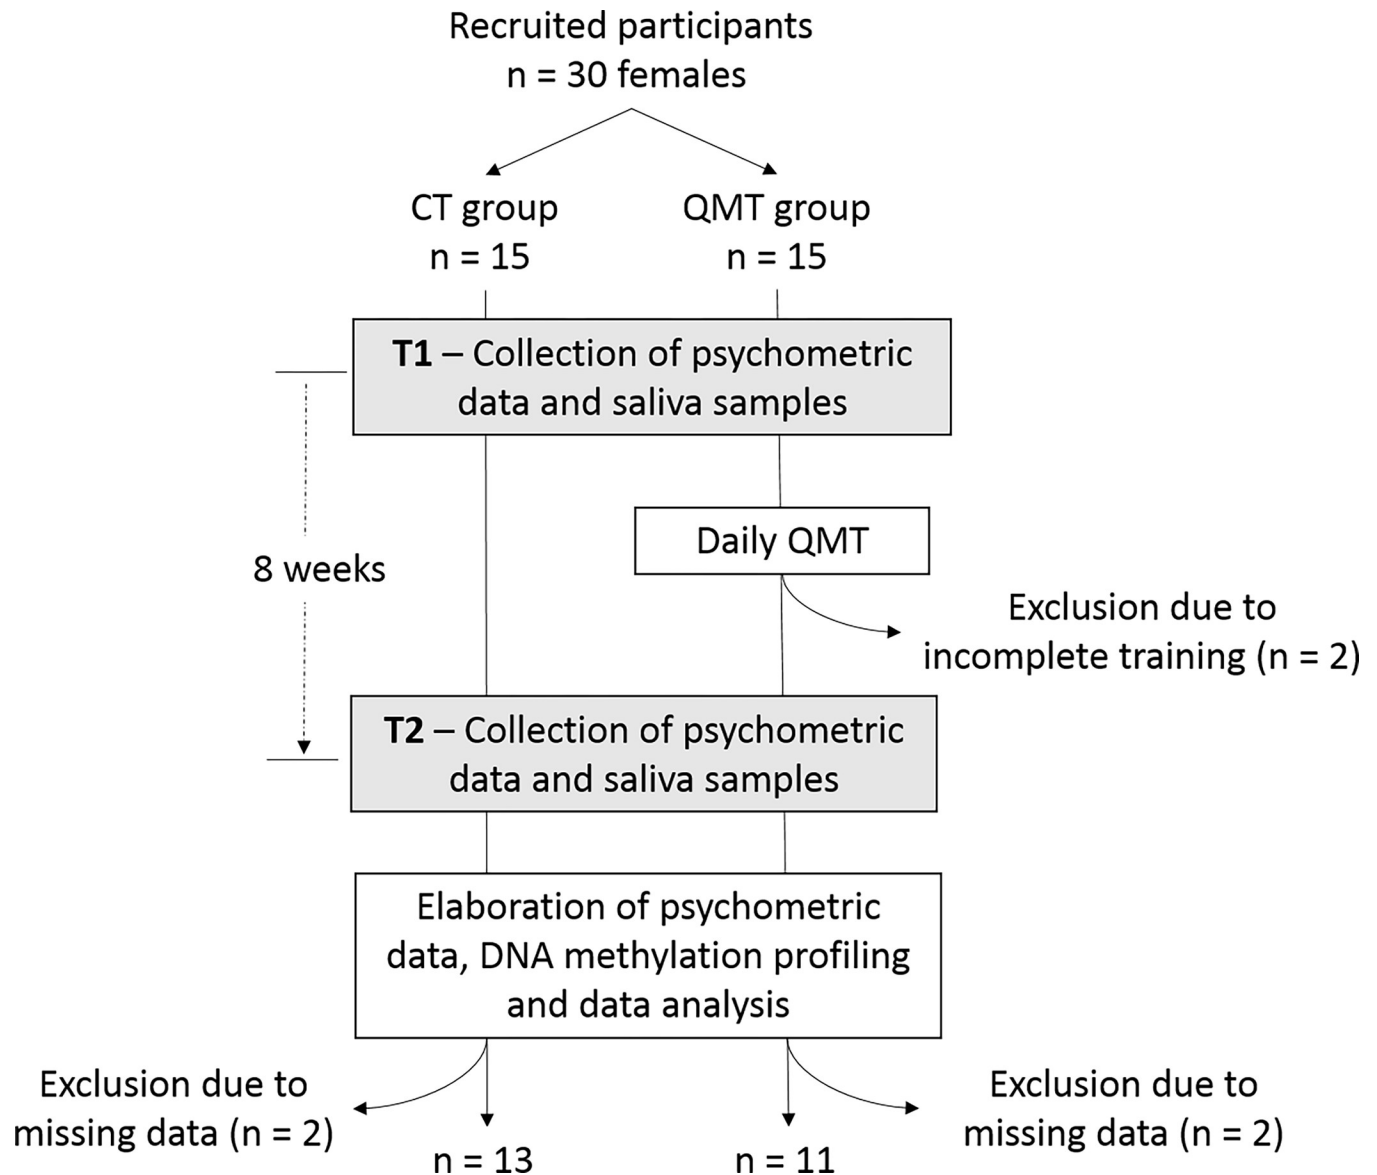 Recruited participants
n = 30 females
CT group
n = 15
QMT group
n = 15
T1 – Collection of psychometric
data and saliva samples
Daily QMT
8 weeks
Exclusion due to
incomplete training (n = 2)
T2 – Collection of psychometric
data and saliva samples
Elaboration of psychometric
data, DNA methylation profiling
and data analysis
Exclusion due to
missing data (n = 2)
Exclusion due to
missing data (n = 2)
n = 13
n = 11